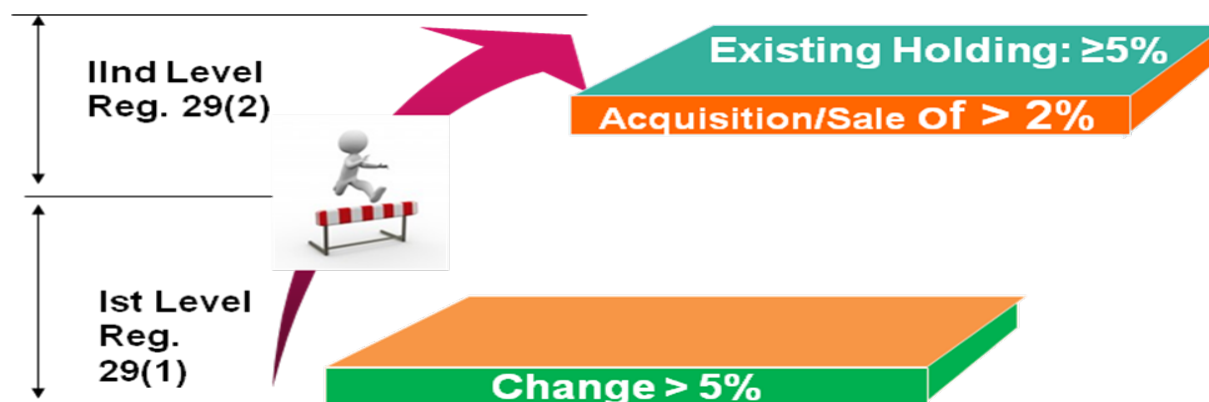 IInd Level
Reg. 29(2)
Existing Holding: ≥5%
Acquisition/Sale of > 2%
Ist Level
Reg.
29(1)
Change > 5%